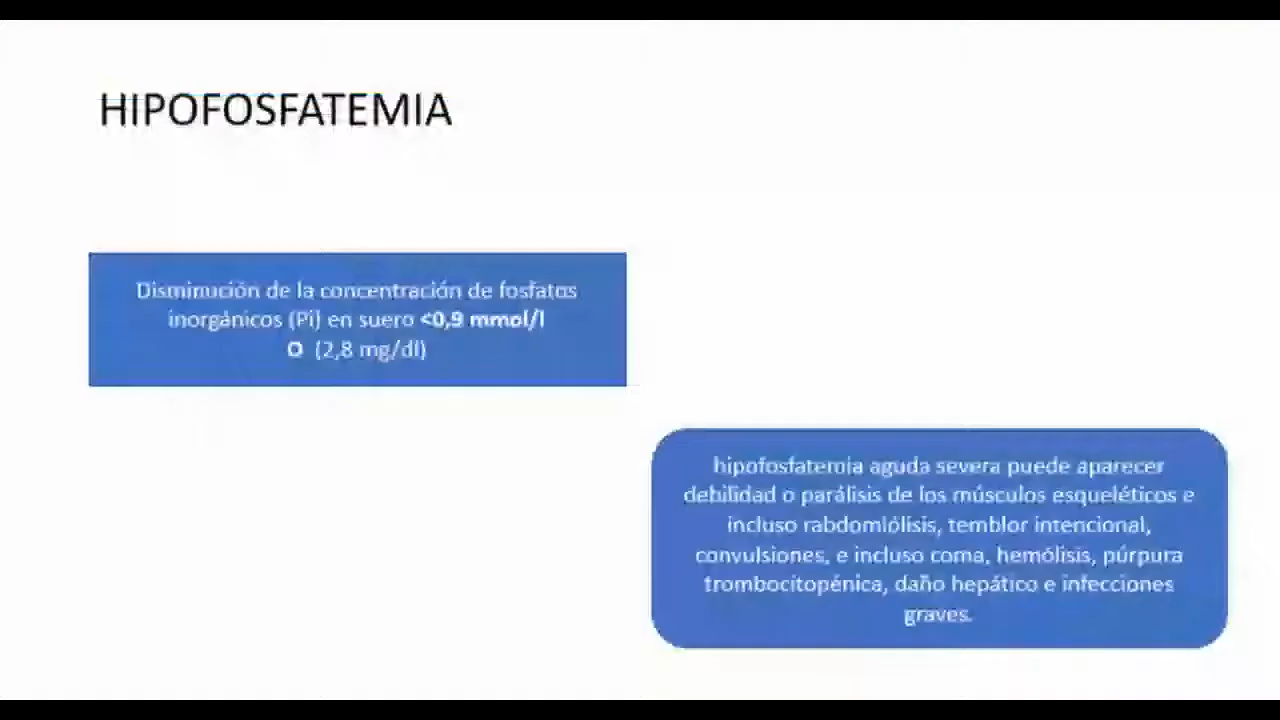 HIPOFOSFATEMIA
Disminución de la concentración de fosfatos
inorgánicos (Pi) en suero <0,9 mmol/l
O (2,8 mg/dl)
hipofosfatemia aguda severa puede aparecer
debilidad o parálisis de los músculos esqueléticos e
incluso rabdomiólisis, temblor intencional,
convulsiones, e incluso coma, hemólisis, púrpura
trombocitopénica, daño hepático e infecciones
graves.